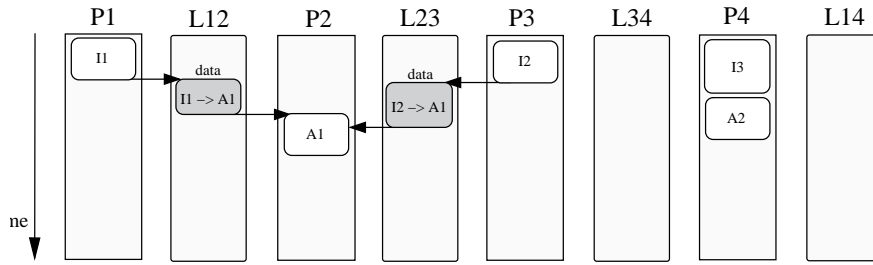 P1 L12 P2 L23 P3 L34 P4 L14
I1 I2 I3
data data
I1 -> A1 I2 -> A1 A2
A1
ne